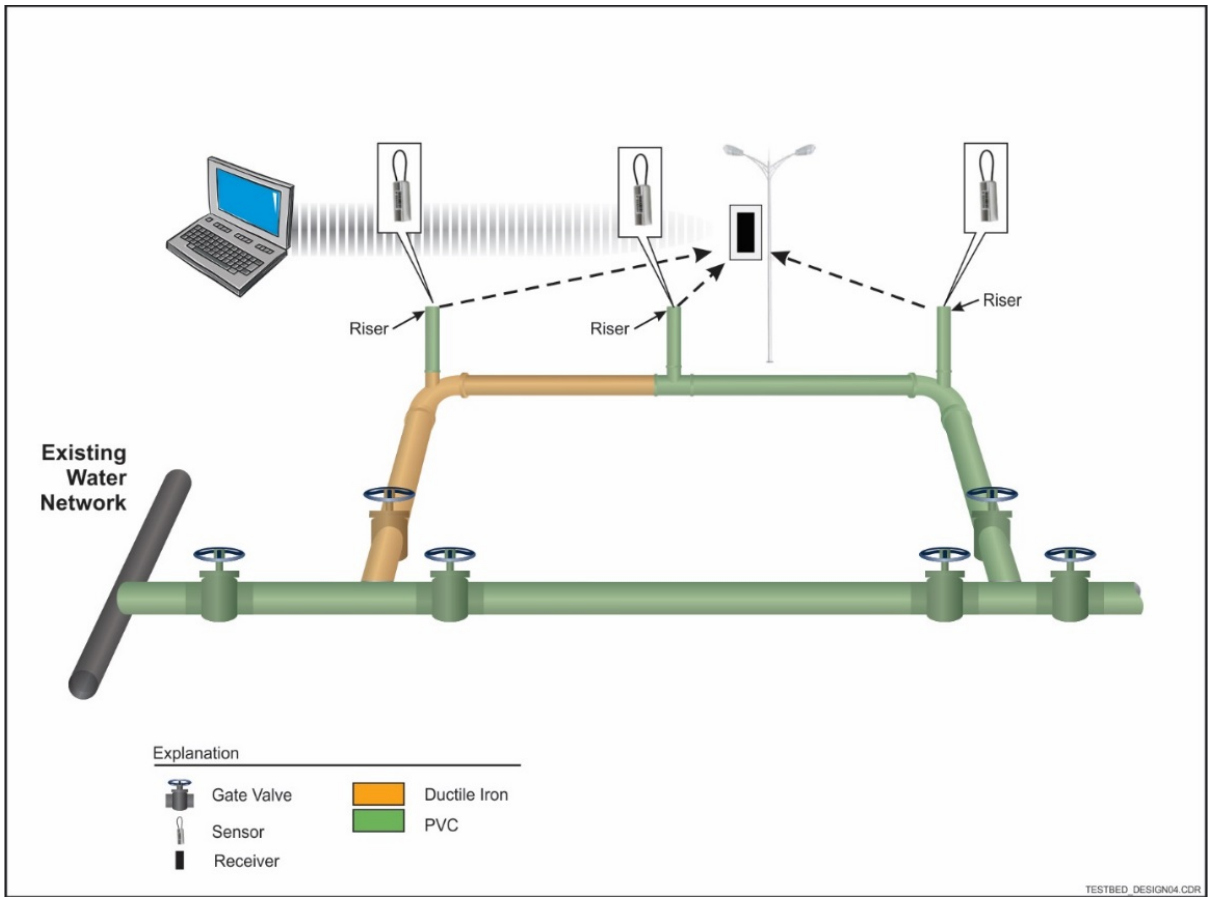 Riser
Riser
Riser
Existing
Water
Network
Explanation
Gate Valve
Sensor
Receiver
Ductile Iron
PVC
TESTBED_DESIGN04.CDR